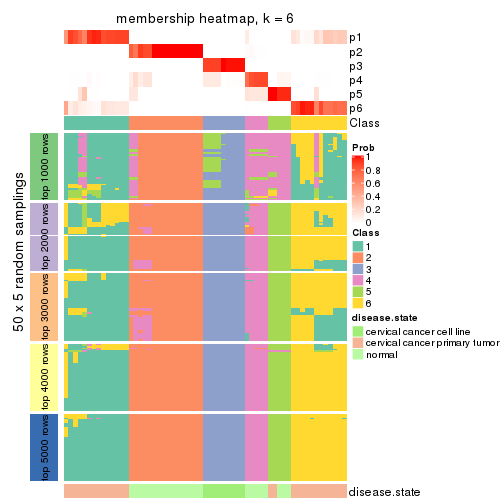 membership heatmap, k = 6
p1
p2
p3
p4
p5
p6
Class
50 x 5 random samplings
top 1000 rows
top 2000 rows
top 3000 rows
top 4000 rows
top 5000 rows
Prob
1
0.8
0.6
0.4
0.2
0
Class
1
2
3
4
5
6
disease.state
cervical cancer cell line
cervical cancer primary tumor
normal
disease.state